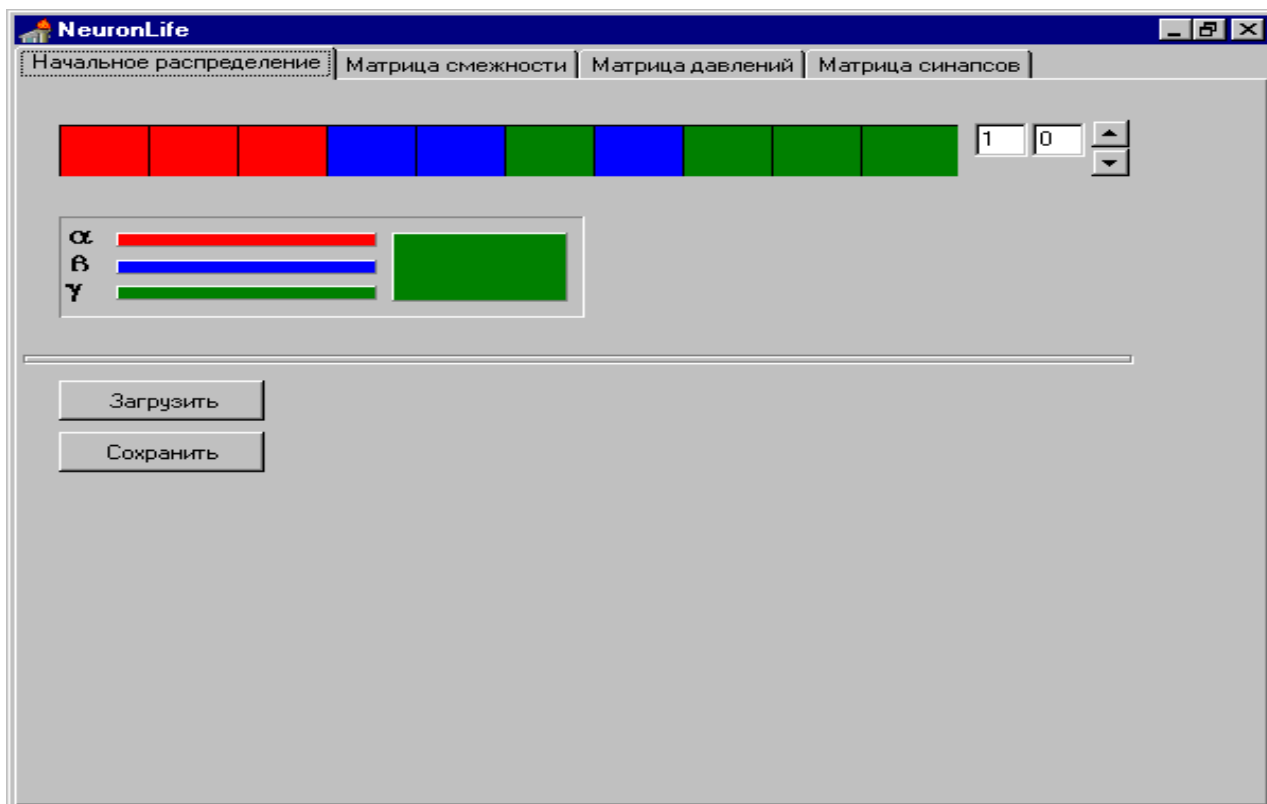 NeuronLife
Начальное распределение Матрица смежности Матрица давлений Матрица синапсов
1 0
α
β
γ
Загрузить
Сохранить